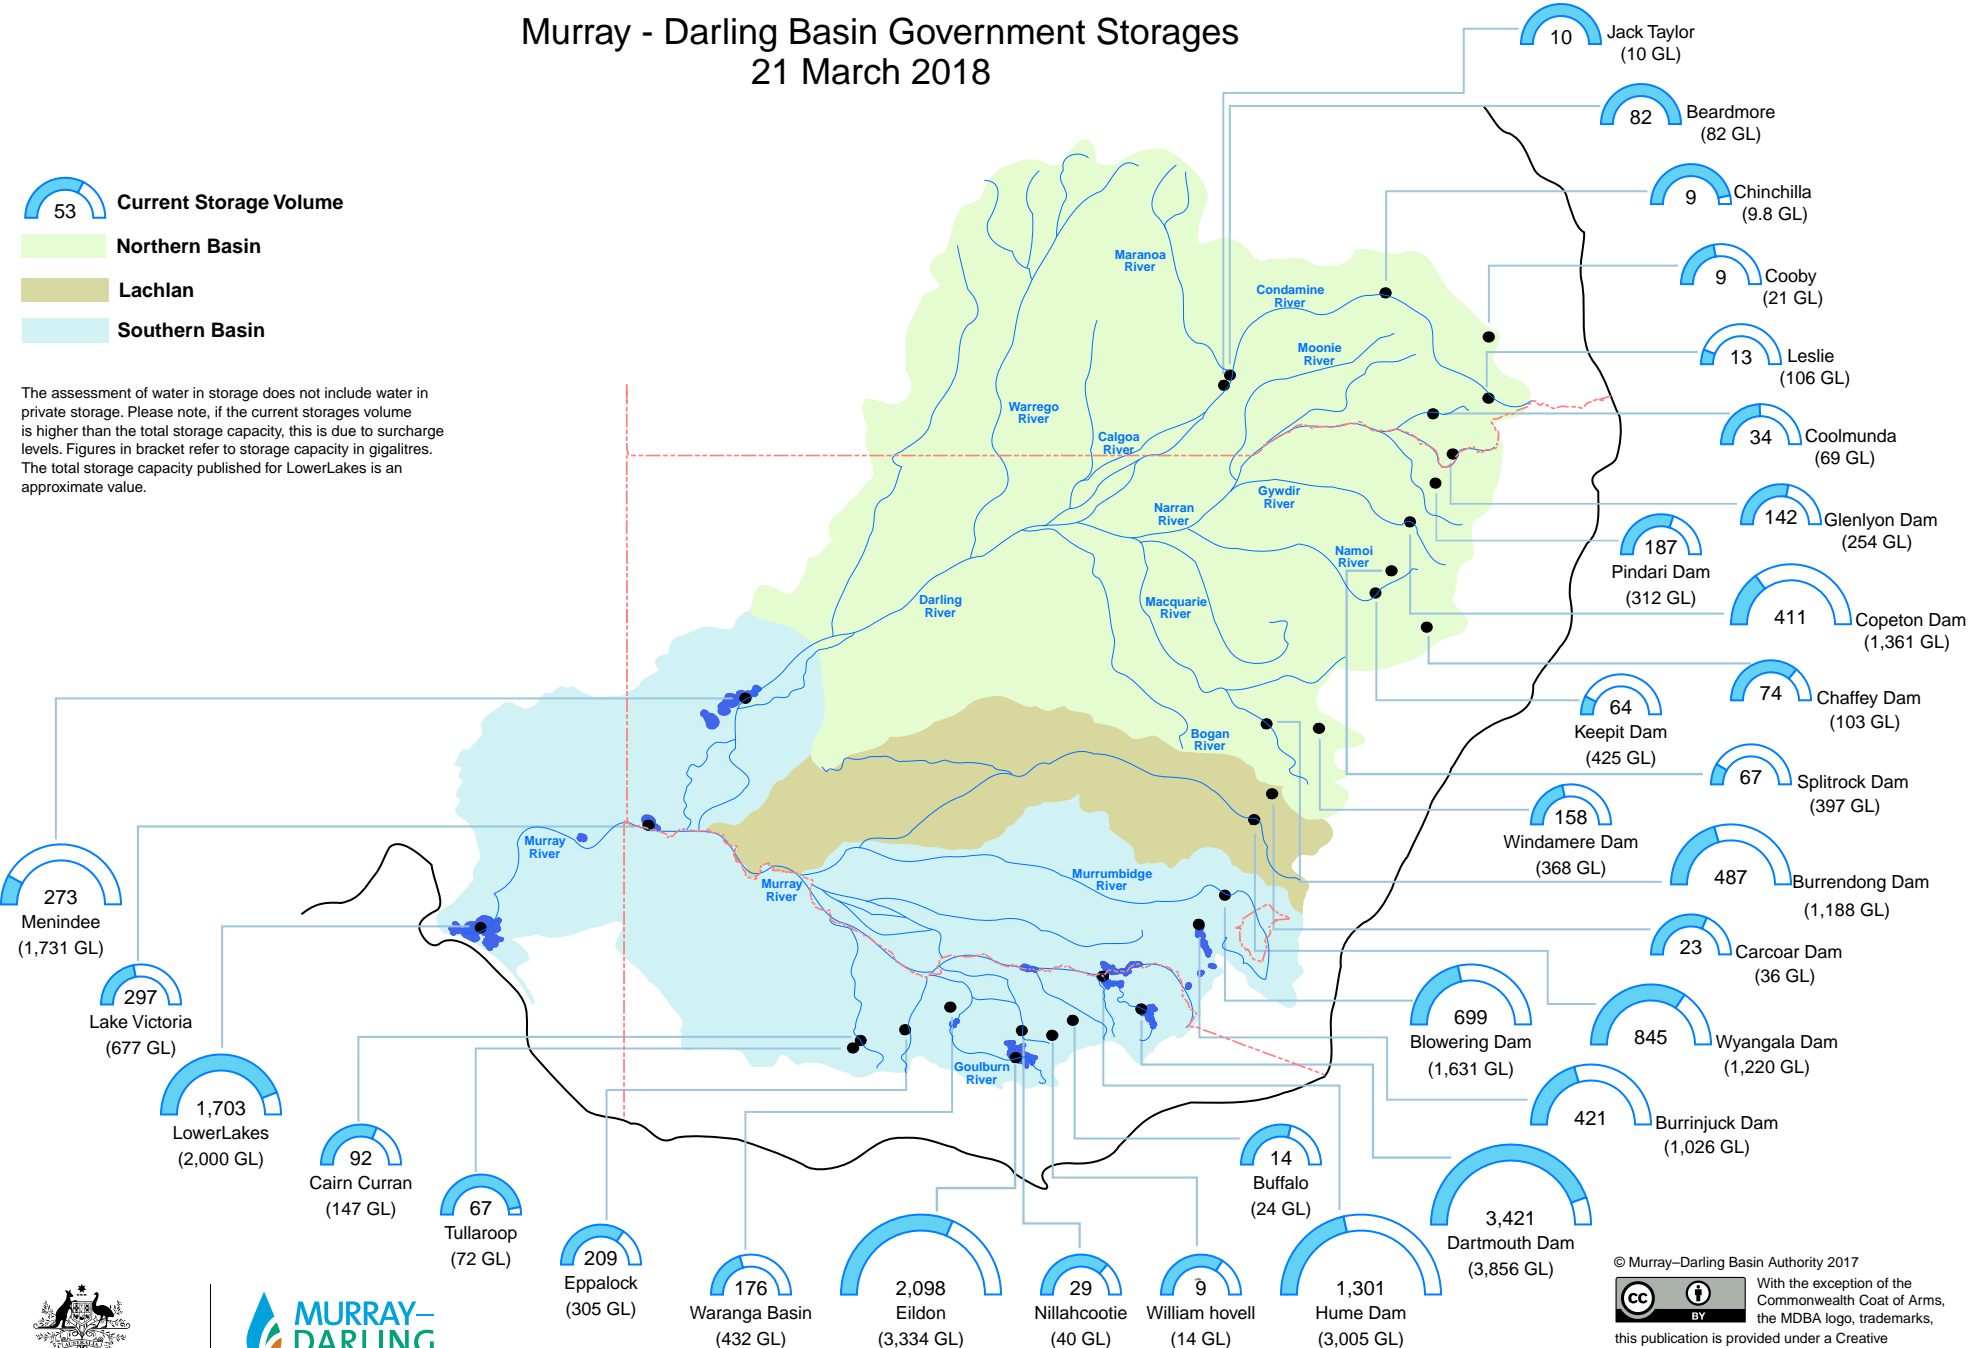 Murray - Darling Basin Government Storages
21 March 2018
53
Current Storage Volume
Northern Basin
Lachlan
Southern Basin
The assessment of water in storage does not include water in
private storage. Please note, if the current storages volume
is higher than the total storage capacity, this is due to surcharge
levels. Figures in bracket refer to storage capacity in gigalitres.
The total storage capacity published for LowerLakes is an
approximate value.
10
Jack Taylor
(10 GL)
82
Beardmore
(82 GL)
9
Chinchilla
(9.8 GL)
9
Cooby
(21 GL)
13
Leslie
(106 GL)
34
Coolmunda
(69 GL)
142
Glenlyon Dam
(254 GL)
187
Pindari Dam
(312 GL)
411
Copeton Dam
(1,361 GL)
74
Chaffey Dam
(103 GL)
64
Keepit Dam
(425 GL)
67
Splitrock Dam
(397 GL)
158
Windamere Dam
(368 GL)
487
Burrendong Dam
(1,188 GL)
23
Carcoar Dam
(36 GL)
699
Blowering Dam
(1,631 GL)
845
Wyangala Dam
(1,220 GL)
421
Burrinjuck Dam
(1,026 GL)
3,421
Dartmouth Dam
(3,856 GL)
Maranoa
River
Condamine
River
Moonie
River
Warrego
River
Calgoa
River
Gywdir
River
Narran
River
Namoi
River
Darling
River
Macquarie
River
Bogan
River
Murray
River
Murray
River
Murrumbidge
River
Goulburn
River
273
Menindee
(1,731 GL)
297
Lake Victoria
(677 GL)
1,703
LowerLakes
(2,000 GL)
92
Cairn Curran
(147 GL)
67
Tullaroop
(72 GL)
209
Eppalock
(305 GL)
176
Waranga Basin
(432 GL)
2,098
Eildon
(3,334 GL)
29
Nillahcootie
(40 GL)
9
William hovell
(14 GL)
14
Buffalo
(24 GL)
1,301
Hume Dam
(3,005 GL)
MURRAY–
DARLING
© Murray–Darling Basin Authority 2017
cc
BY
With the exception of the
Commonwealth Coat of Arms,
the MDBA logo, trademarks,
this publication is provided under a Creative